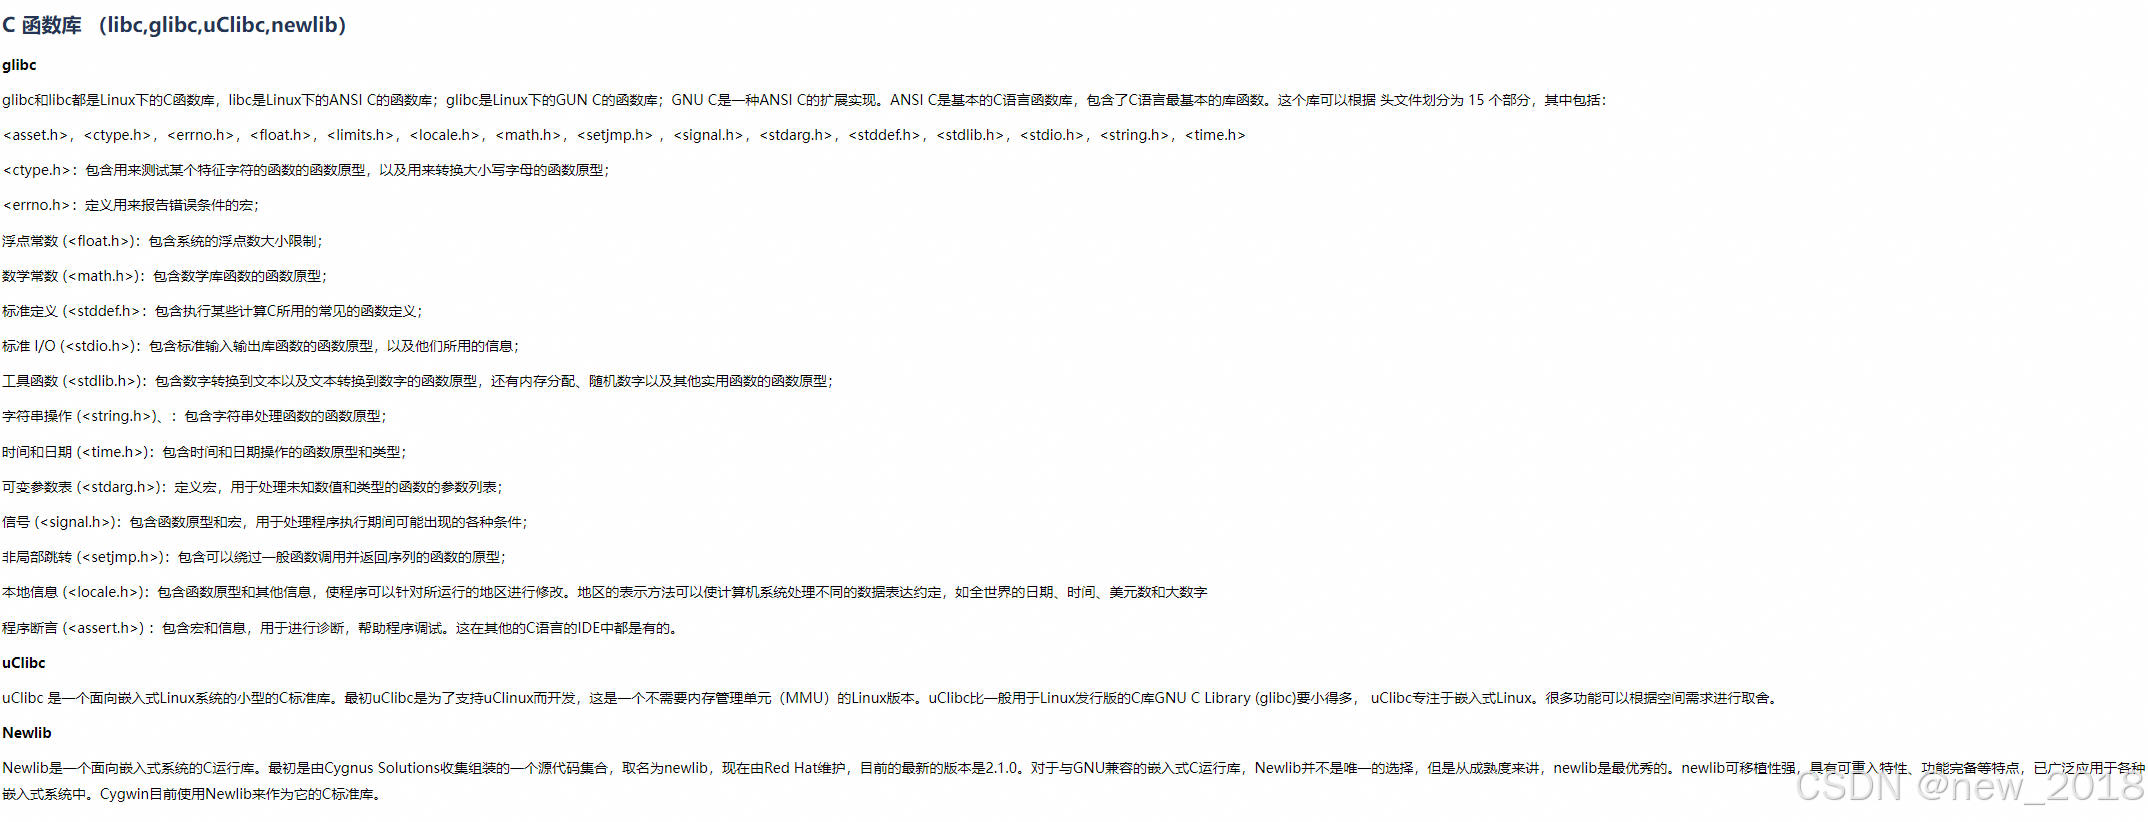 C 函数库 （libc,glibc,uClibc,newlib）
glibc
glibc和libc都是Linux下的C函数库，libc是Linux下的ANSI C的函数库；glibc是Linux下的GUN C的函数库；GNU C是一种ANSI C的扩展实现。ANSI C是基本的C语言函数库，包含了C语言最基本的库函数。这个库可以根据 头文件划分为 15 个部分，其中包括：
<asset.h>，<ctype.h>，<errno.h>，<float.h>，<limits.h>，<locale.h>，<math.h>，<setjmp.h> ，<signal.h>，<stdarg.h>，<stddef.h>，<stdlib.h>，<stdio.h>，<string.h>，<time.h>
<ctype.h>：包含用来测试某个特征字符的函数的函数原型，以及用来转换大小写字母的函数原型；
<errno.h>：定义用来报告错误条件的宏；
浮点常数 (<float.h>)：包含系统的浮点数大小限制；
数学常数 (<math.h>)：包含数学库函数的函数原型；
标准定义 (<stddef.h>：包含执行某些计算C所用的常见的函数定义；
标准 I/O (<stdio.h>)：包含标准输入输出库函数的函数原型，以及他们所用的信息；
工具函数 (<stdlib.h>)：包含数字转换到文本以及文本转换到数字的函数原型，还有内存分配、随机数字以及其他实用函数的函数原型；
字符串操作 (<string.h>)、：包含字符串处理函数的函数原型；
时间和日期 (<time.h>)：包含时间和日期操作的函数原型和类型；
可变参数表 (<stdarg.h>)：定义宏，用于处理未知数值和类型的函数的参数列表；
信号 (<signal.h>)：包含函数原型和宏，用于处理程序执行期间可能出现的各种条件；
非局部跳转 (<setjmp.h>)：包含可以绕过一般函数调用并返回序列的函数的原型；
本地信息 (<locale.h>)：包含函数原型和其他信息，使程序可以针对所运行的地区进行修改。地区的表示方法可以使计算机系统处理不同的数据表达约定，如全世界的日期、时间、美元数和大数字
程序断言 (<assert.h>) ：包含宏和信息，用于进行诊断，帮助程序调试。这在其他的C语言的IDE中都是有的。
uClibc
uClibc 是一个面向嵌入式Linux系统的小型的C标准库。最初uClibc是为了支持uClinux而开发，这是一个不需要内存管理单元（MMU）的Linux版本。uClibc比一般用于Linux发行版的C库GNU C Library (glibc)要小得多， uClibc专注于嵌入式Linux。很多功能可以根据空间需求进行取舍。
Newlib
Newlib是一个面向嵌入式系统的C运行库。最初是由Cygnus Solutions收集组装的一个源代码集合，取名为newlib，现在由Red Hat维护，目前的最新的版本是2.1.0。对于与GNU兼容的嵌入式C运行库，Newlib并不是唯一的选择，但是从成熟度来讲，newlib是最优秀的。newlib可移植性强，具有可重入特性、功能完备等特点，已广泛应用于各种
嵌入式系统中。Cygwin目前使用Newlib来作为它的C标准库。
CSDN @new_2018